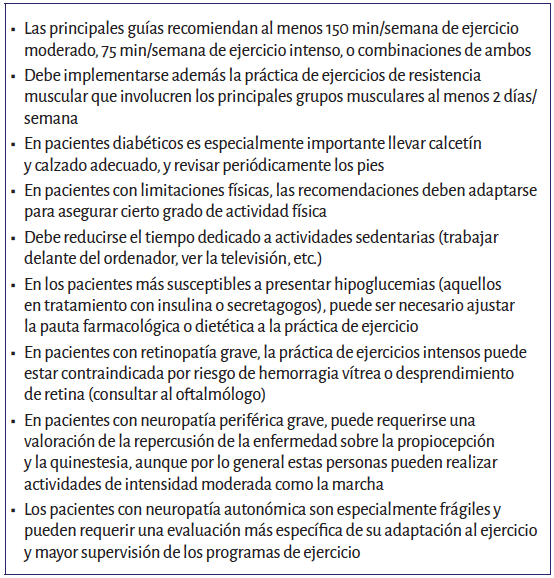 ▪ Las principales guías recomiendan al menos 150 min/semana de ejercicio
moderado, 75 min/semana de ejercicio intenso, o combinaciones de ambos
▪ Debe implementarse además la práctica de ejercicios de resistencia
muscular que involucren los principales grupos musculares al menos 2 días/
semana
▪ En pacientes diabéticos es especialmente importante llevar calcetín
y calzado adecuado, y revisar periódicamente los pies
▪ En pacientes con limitaciones físicas, las recomendaciones deben adaptarse
para asegurar cierto grado de actividad física
▪ Debe reducirse el tiempo dedicado a actividades sedentarias (trabajar
delante del ordenador, ver la televisión, etc.)
▪ En los pacientes más susceptibles a presentar hipoglucemias (aquellos
en tratamiento con insulina o secretagogos), puede ser necesario ajustar
la pauta farmacológica o dietética a la práctica de ejercicio
▪ En pacientes con retinopatía grave, la práctica de ejercicios intensos puede
estar contraindicada por riesgo de hemorragia vítrea o desprendimiento
de retina (consultar al oftalmólogo)
▪ En pacientes con neuropatía periférica grave, puede requerirse una
valoración de la repercusión de la enfermedad sobre la propiocepción
y la quinestesia, aunque por lo general estas personas pueden realizar
actividades de intensidad moderada como la marcha
▪ Los pacientes con neuropatía autonómica son especialmente frágiles y
pueden requerir una evaluación más específica de su adaptación al ejercicio
y mayor supervisión de los programas de ejercicio